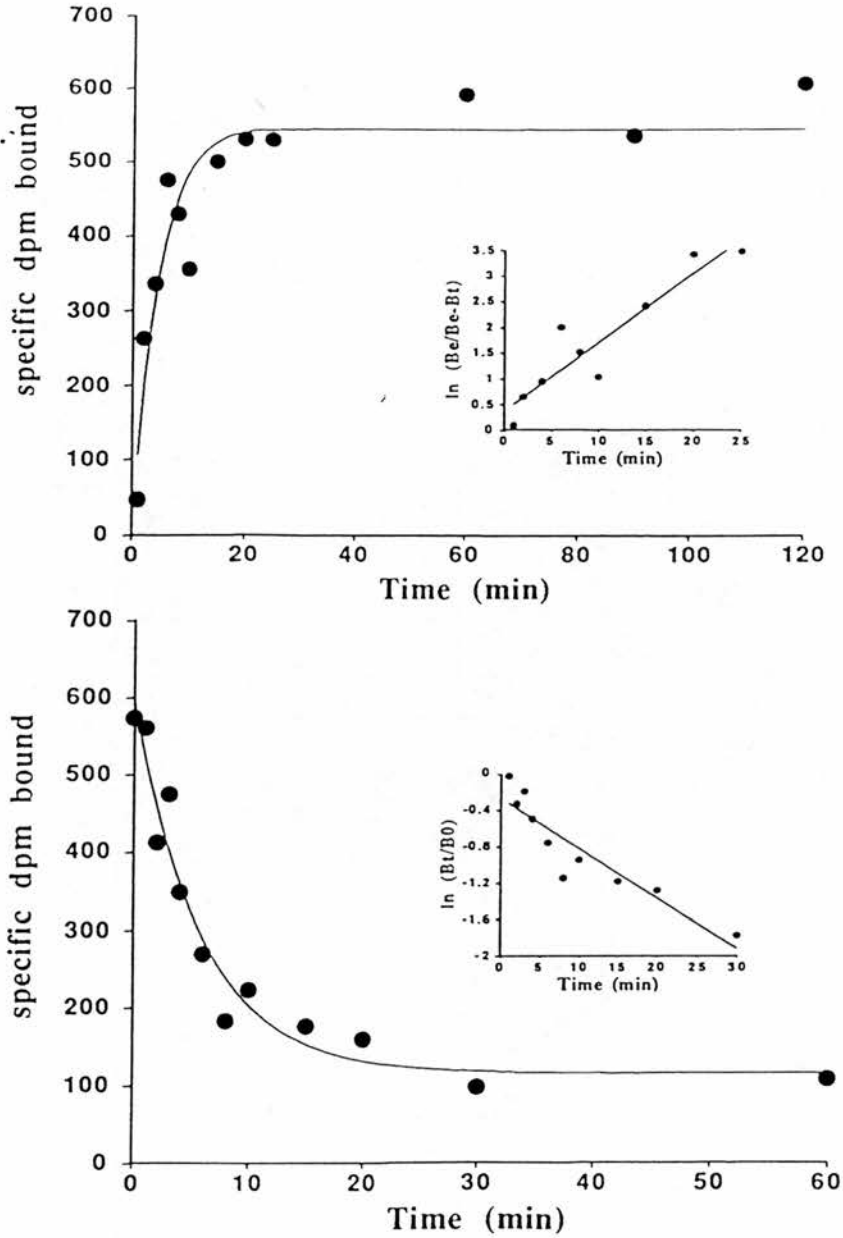 700
600
500
400
300
200
100
0
specific dpm bound
0 20 40 60 80 100 120
Time (min)
3.5
3
2.5
2
1.5
1
0.5
0
ln (Be/Be-Bt)
0 5 10 15 20 25
Time (min)
700
600
500
400
300
200
100
0
specific dpm bound
0 10 20 30 40 50 60
Time (min)
0
-0.4
-0.8
-1.2
-1.6
-2
ln (Bt/B0)
0 5 10 15 20 25 30
Time (min)